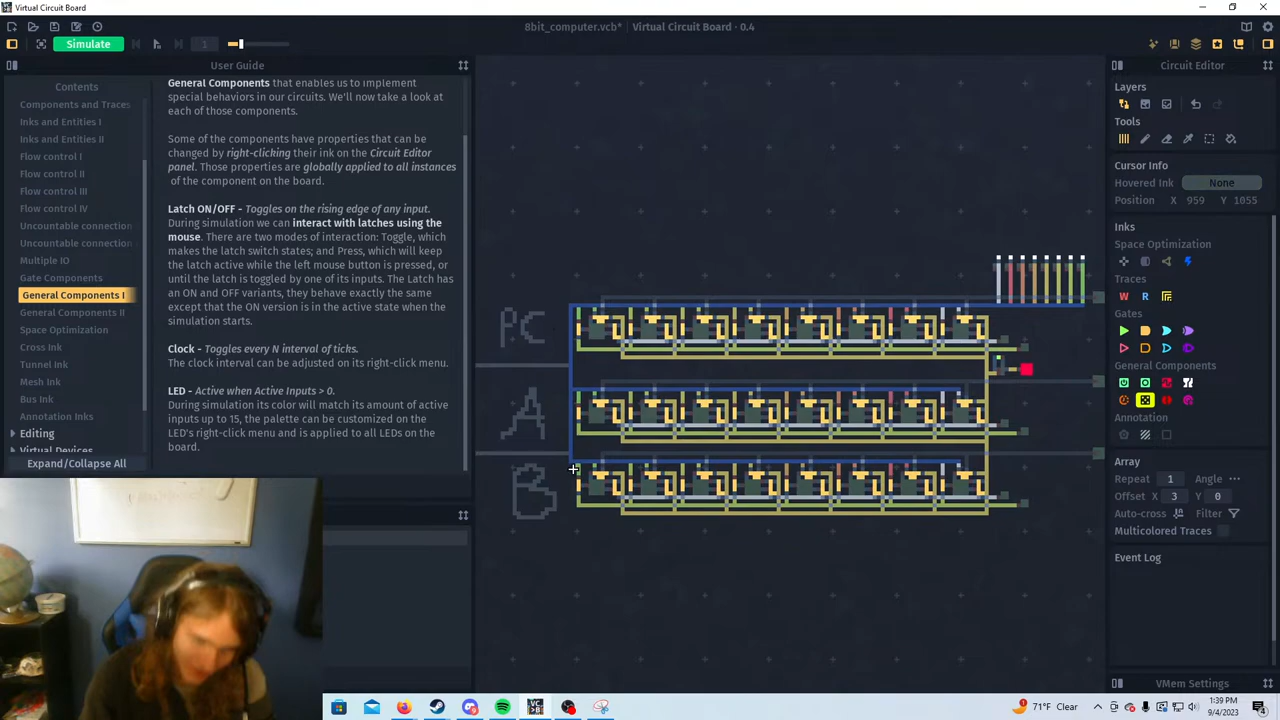 Virtual Circuit Board
8bit_computer.vcb* Virtual Circuit Board - 0.4
Simulate
1
User Guide
Contents
Components and Traces
Inks and Entities I
Inks and Entities II
Flow control I
Flow control II
Flow control III
Flow control IV
Uncountable connection
Uncountable connection
Multiple IO
Gate Components
General Components I
General Components II
Space Optimization
Cross Ink
Tunnel Ink
Mesh Ink
Bus Ink
Annotation Inks
Editing
Virtual Devices
Expand/Collapse All
General Components that enables us to implement
special behaviors in our circuits. We'll now take a look at
each of those components.
Some of the components have properties that can be
changed by right-clicking their ink on the Circuit Editor
panel. Those properties are globally applied to all instances
of the component on the board.
Latch ON/OFF - Toggles on the rising edge of any input.
During simulation we can interact with latches using the
mouse. There are two modes of interaction: Toggle, which
makes the latch switch states; and Press, which will keep
the latch active while the left mouse button is pressed, or
until the latch is toggled by one of its inputs. The Latch has
an ON and OFF variants, they behave exactly the same
except that the ON version is in the active state when the
simulation starts.
Clock - Toggles every N interval of ticks.
The clock interval can be adjusted on its right-click menu.
LED - Active when Active Inputs > 0.
During simulation its color will match its amount of active
inputs up to 15, the palette can be customized on the
LED's right-click menu and is applied to all LEDs on the
board.
PC
A
B
Circuit Editor
Layers
Tools
Cursor Info
Hovered Ink None
Position X 959 Y 1055
Inks
Space Optimization
Traces
W R
Gates
General Components
Annotation
Array
Repeat 1 Angle
Offset X 3 Y 0
Auto-cross Filter
Multicolored Traces
Event Log
VMem Settings
71°F Clear
1:39 PM
9/4/2023
4